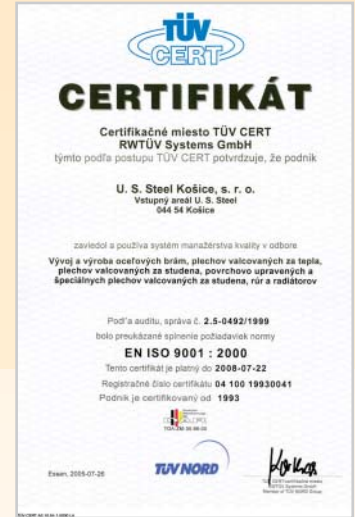 TÜV
CERT
CERTIFIKÁT
Certifikačné miesto TÜV CERT
RWTÜV Systems GmbH
týmto podľa postupu TÜV CERT potvrdzuje, že podnik
U. S. Steel Košice, s. r. o.
Vstupný areál U. S. Steel
044 54 Košice
zaviedol a používa systém manažérstva kvality v odbore
Vývoj a výroba oceľových brám, plechov valcovaných za tepla,
plechov valcovaných za studena, povrchovo upravených a
špeciálnych plechov valcovaných za studena, rúr a radiátorov
Podľa auditu, správa č. 2.5-0492/1999
bolo preukázané splnenie požiadaviek normy
EN ISO 9001 : 2000
Tento certifikát je platný do 2008-07-22
Registračné číslo certifikátu 04 100 19930041
Podnik je certifikovaný od 1993
Essen, 2005-07-26
TÜV NORD